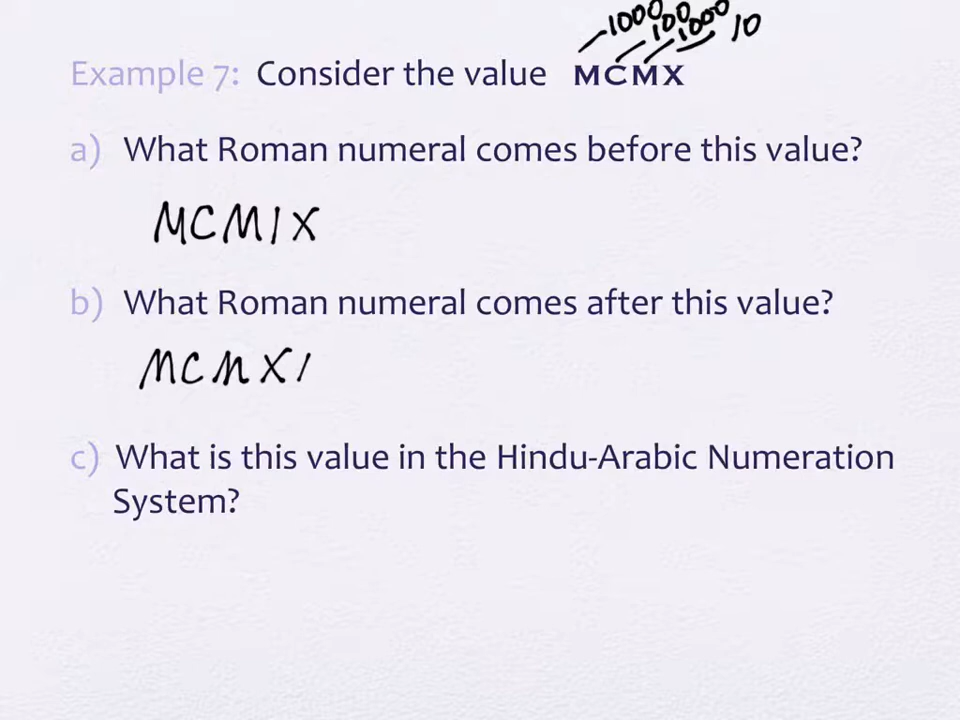 1000 100 1000 10
Example 7: Consider the value MCMX
a) What Roman numeral comes before this value?
MCMIX
b) What Roman numeral comes after this value?
MCMXI
c) What is this value in the Hindu-Arabic Numeration
System?